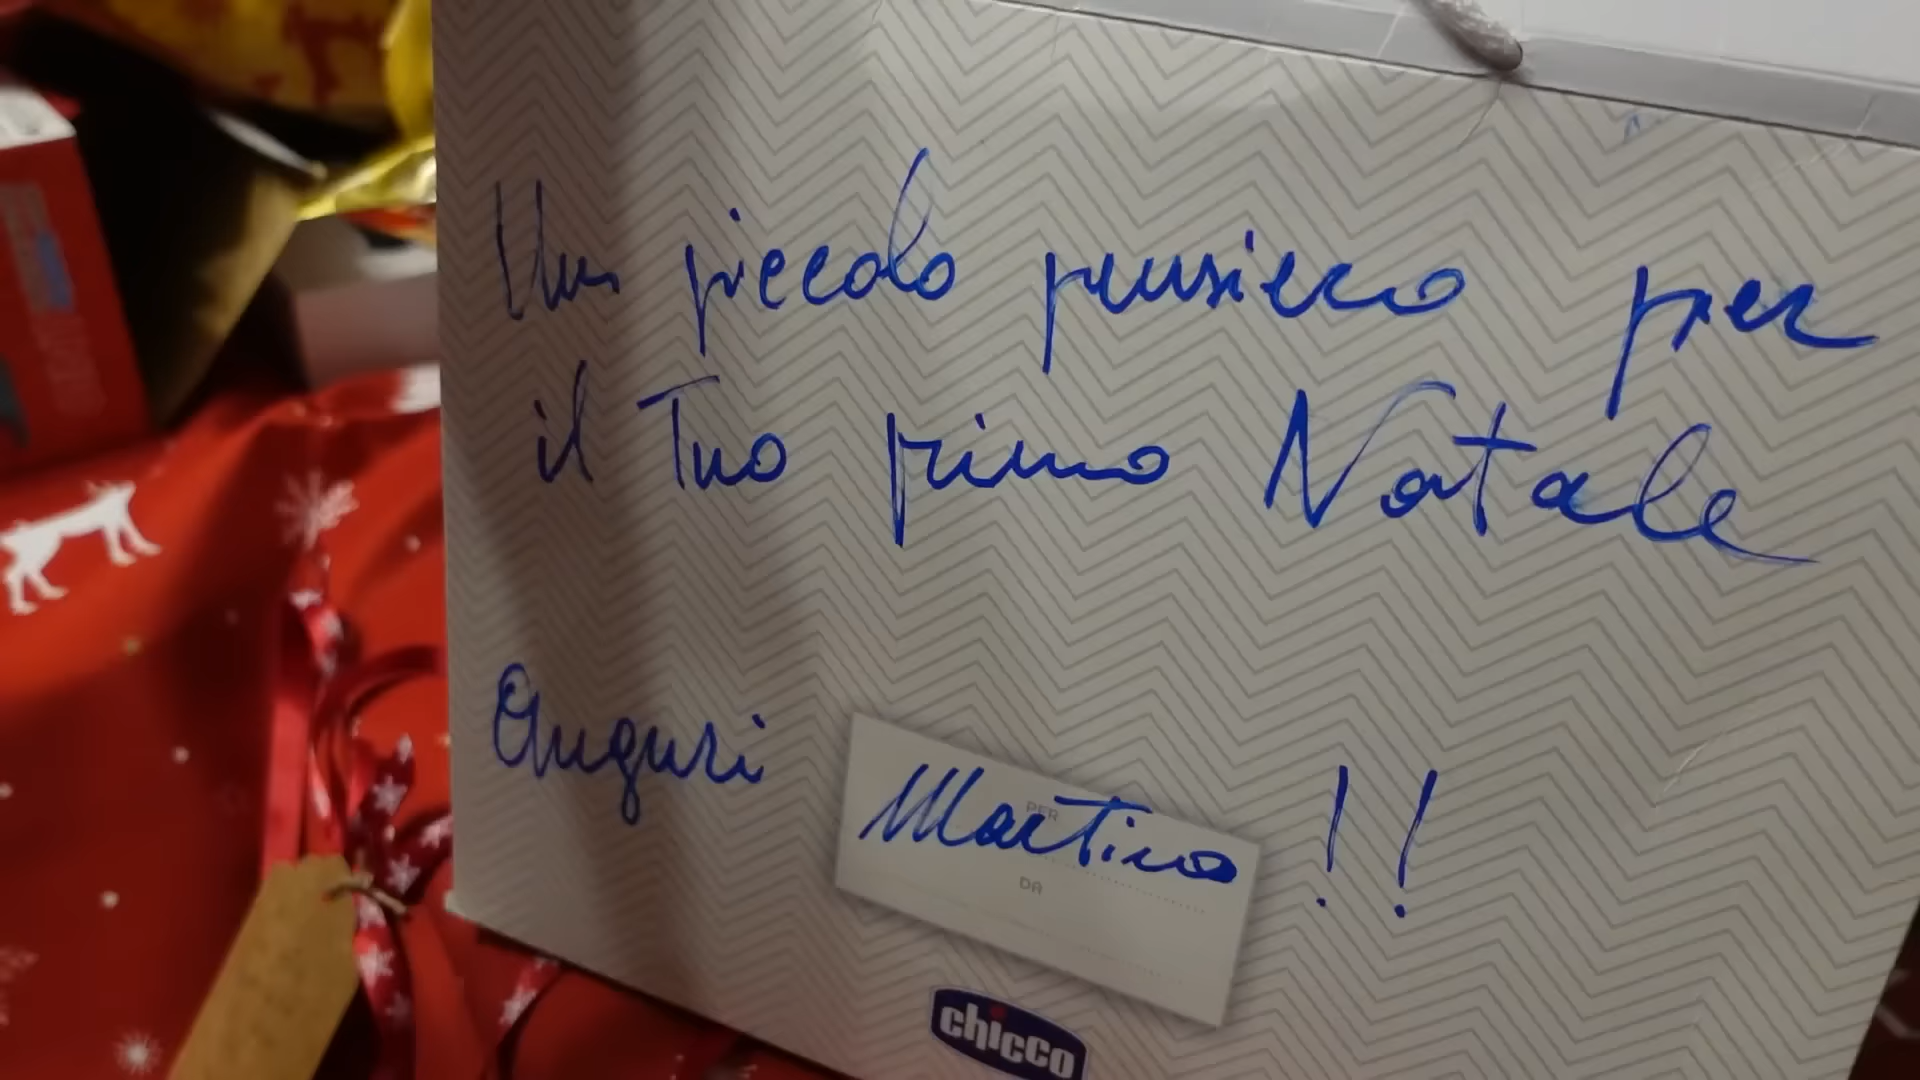 Un piccolo pensiero per
il Tuo primo Natale
Auguri Martino !!
PER
DA
chicco